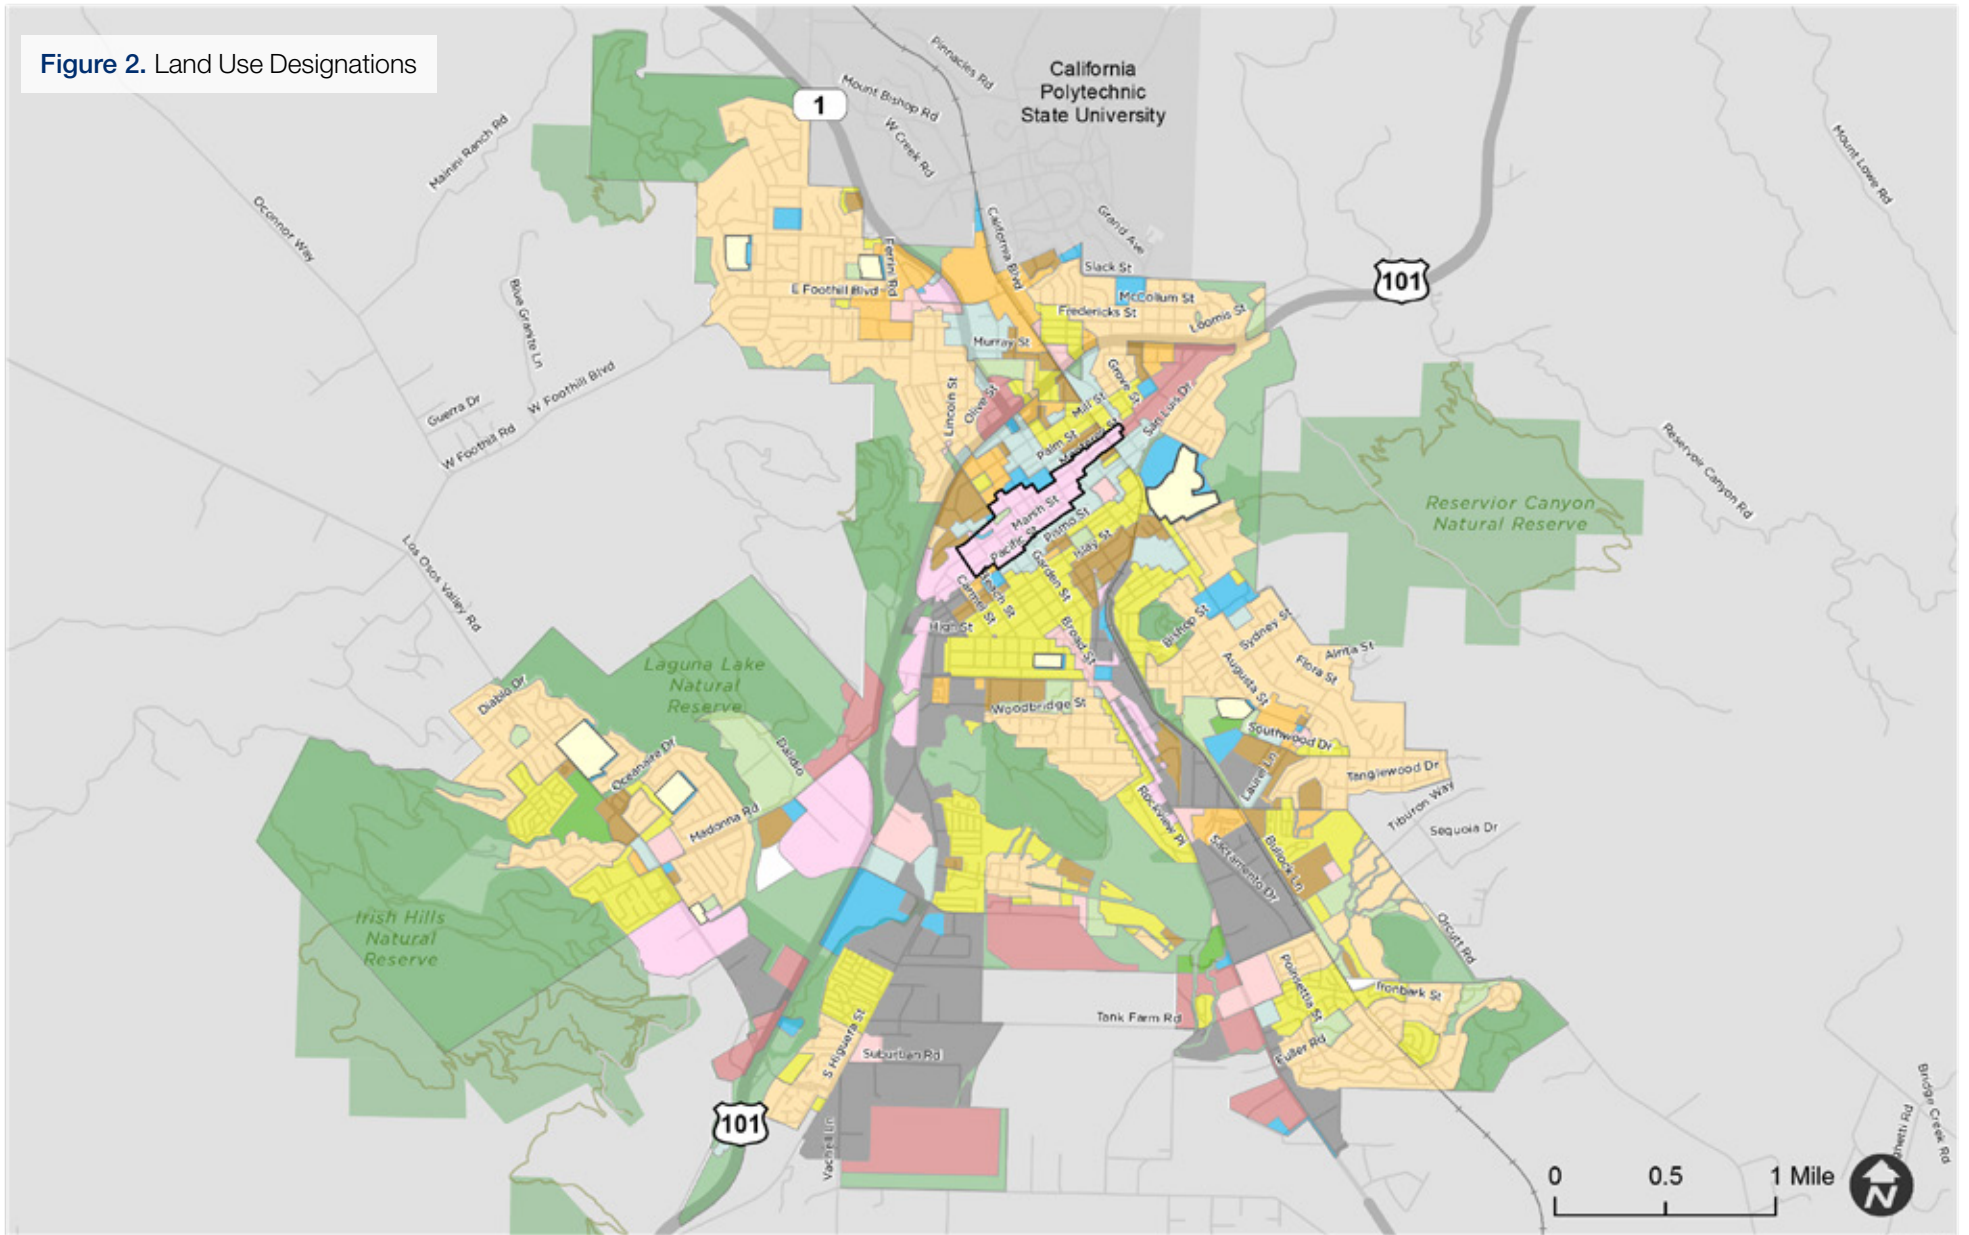 Figure 2. Land Use Designations
1
California
Polytechnic
State University
Pinnacles Rd
Mount Bishop Rd
W Creek Rd
Mainini Ranch Rd
Mount Lowe Rd
Oconnor Way
California Blvd
Grand Ave
Ferrini Rd
Slack St
101
Blue Granite Ln
E Foothill Blvd
McCollum St
Fredericks St
Loomis St
Murray St
Grove St
W Foothill Blvd
Lincoln St
Olive St
Mill St
San Luis Dr
Guerra Dr
W Foothill Rd
Palm St
Monterey St
Reservoir Canyon Rd
Reservior Canyon
Natural Reserve
Marsh St
Pismo St
Pacific St
Islay St
Los Osos Valley Rd
Garden St
Beach St
Carmel St
High St
Broad St
Bishop St
Sydney St
Almta St
Flora St
Augusta St
Laguna Lake
Natural
Reserve
Diablo Dr
Woodbridge St
Southwood Dr
Dalidio
Oceanaire Dr
Laurel Ln
Tanglewood Dr
Tiburon Way
Madonna Rd
Rockview Pl
Sequoia Dr
Sacramento Dr
Bullock Ln
Irish Hills
Natural
Reserve
Orcutt Rd
Poinsettia St
Ironbark St
Tank Farm Rd
S Higuera St
Suburban Rd
Fuller Rd
101
Vachell Ln
Bridge Creek Rd
0 0.5 1 Mile
N